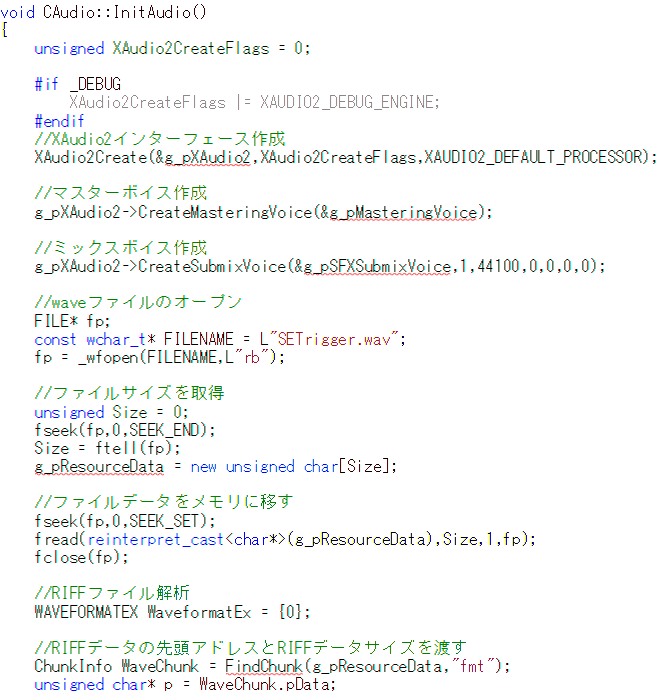 void CAudio::InitAudio()
{
unsigned XAudio2CreateFlags = 0;
#if _DEBUG
XAudio2CreateFlags |= XAUDIO2_DEBUG_ENGINE;
#endif
//XAudio2インターフェース作成
XAudio2Create(&g_pXAudio2,XAudio2CreateFlags,XAUDIO2_DEFAULT_PROCESSOR);
//マスターボイス作成
g_pXAudio2->CreateMasteringVoice(&g_pMasteringVoice);
//ミックスボイス作成
g_pXAudio2->CreateSubmixVoice(&g_pSFXSubmixVoice,1,44100,0,0,0,0);
//waveファイルのオープン
FILE* fp;
const wchar_t* FILENAME = L"SETrigger.wav";
fp = _wfopen(FILENAME,L"rb");
//ファイルサイズを取得
unsigned Size = 0;
fseek(fp,0,SEEK_END);
Size = ftell(fp);
g_pResourceData = new unsigned char[Size];
//ファイルデータをメモリに移す
fseek(fp,0,SEEK_SET);
fread(reinterpret_cast<char*>(g_pResourceData),Size,1,fp);
fclose(fp);
//RIFFファイル解析
WAVEFORMATEX WaveformatEx = {0};
//RIFFデータの先頭アドレスとRIFFデータサイズを渡す
ChunkInfo WaveChunk = FindChunk(g_pResourceData,"fmt");
unsigned char* p = WaveChunk.pData;